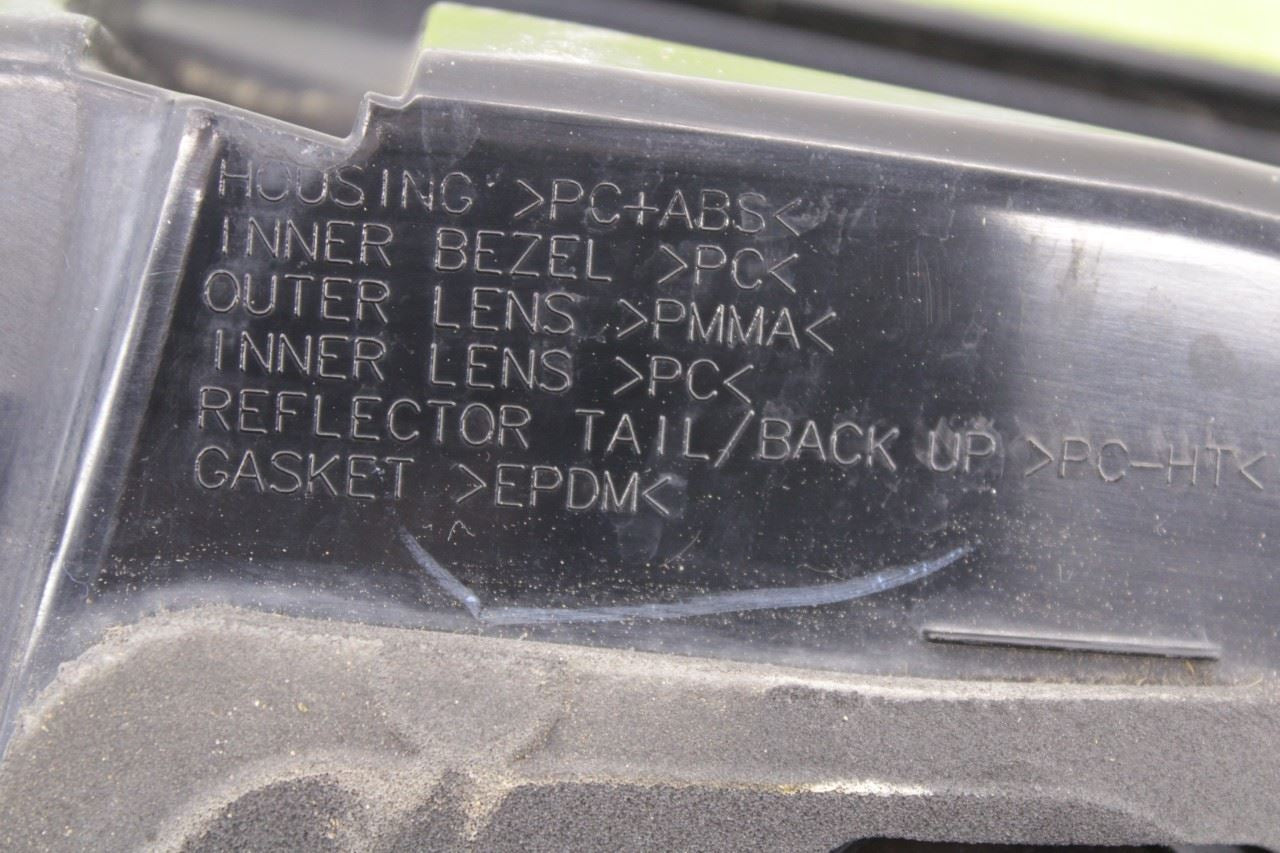 HOUSING >PC+ABS<
INNER BEZEL >PC<
OUTER LENS >PMMA<
INNER LENS >PC<
REFLECTOR TAIL/BACK UP >PC-HT<
GASKET >EPDM<